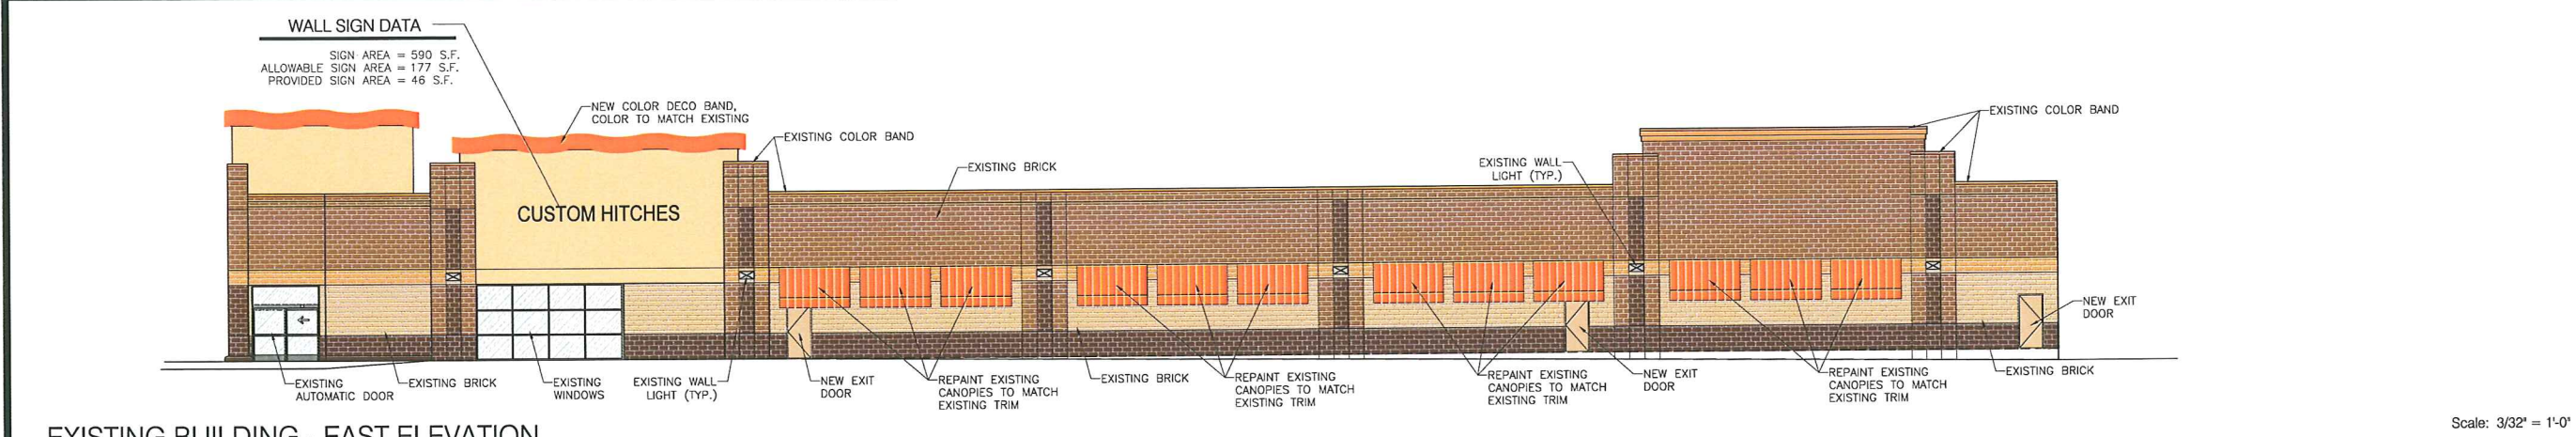 WALL SIGN DATA
SIGN AREA = 590 S.F.
ALLOWABLE SIGN AREA = 177 S.F.
PROVIDED SIGN AREA = 46 S.F.
NEW COLOR DECO BAND,
COLOR TO MATCH EXISTING
EXISTING COLOR BAND
EXISTING BRICK
EXISTING WALL
LIGHT (TYP.)
EXISTING COLOR BAND
CUSTOM HITCHES
NEW EXIT
DOOR
EXISTING
AUTOMATIC DOOR
EXISTING BRICK
EXISTING
WINDOWS
EXISTING WALL
LIGHT (TYP.)
NEW EXIT
DOOR
REPAINT EXISTING
CANOPIES TO MATCH
EXISTING TRIM
EXISTING BRICK
REPAINT EXISTING
CANOPIES TO MATCH
EXISTING TRIM
REPAINT EXISTING
CANOPIES TO MATCH
EXISTING TRIM
NEW EXIT
DOOR
REPAINT EXISTING
CANOPIES TO MATCH
EXISTING TRIM
EXISTING BRICK
EXISTING BUILDING - EAST ELEVATION
Scale: 3/32" = 1'-0"